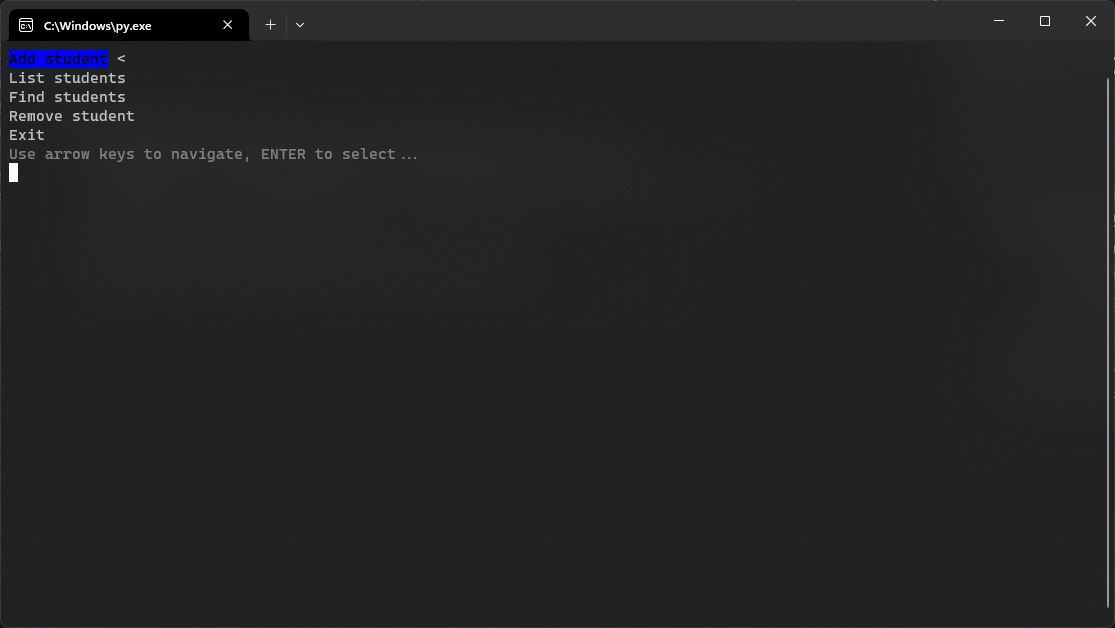 C:\Windows\py.exe
Add student <
List students
Find students
Remove student
Exit
Use arrow keys to navigate, ENTER to select...